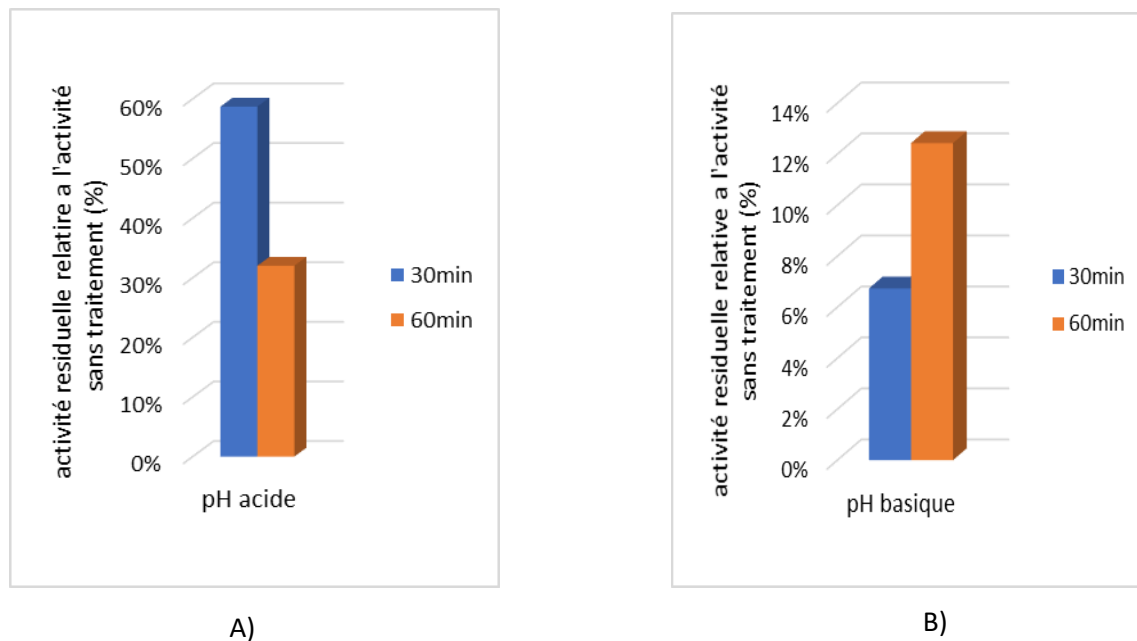 activité residuelle relatire a l'activité
sans traitement (%)
60%
50%
40%
30%
20%
10%
0%
pH acide
30min
60min
A)
activité residuelle relative a l'activité
sans traitement (%)
14%
12%
10%
8%
6%
4%
2%
0%
pH basique
30min
60min
B)